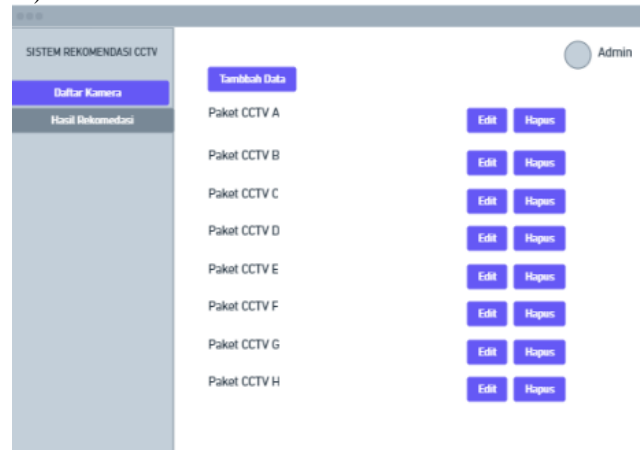 SISTEM REKOMENDASI CCTV
Admin
Tambbah Data
Daftar Kamera
Hasil Rekomedasi
Paket CCTV A
Edit Hapus
Paket CCTV B
Edit Hapus
Paket CCTV C
Edit Hapus
Paket CCTV D
Edit Hapus
Paket CCTV E
Edit Hapus
Paket CCTV F
Edit Hapus
Paket CCTV G
Edit Hapus
Paket CCTV H
Edit Hapus